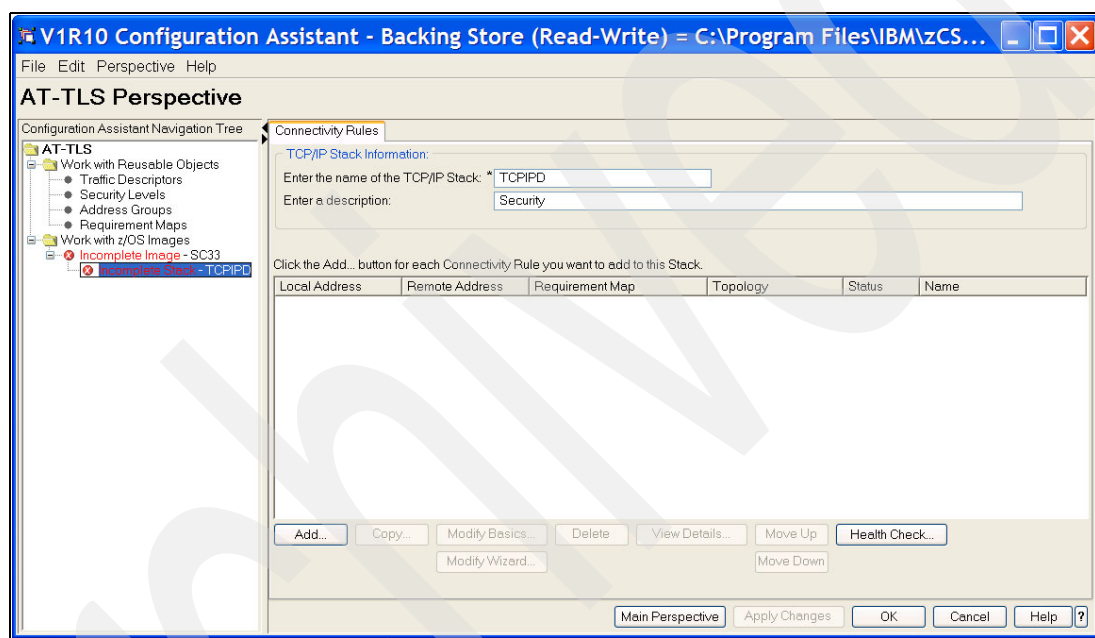 V1R10 Configuration Assistant - Backing Store (Read-Write) = C:\Program Files\IBM\zCS...
File Edit Perspective Help
AT-TLS Perspective
Configuration Assistant Navigation Tree
AT-TLS
Work with Reusable Objects
Traffic Descriptors
Security Levels
Address Groups
Requirement Maps
Work with z/OS Images
Incomplete Image - SC33
Incomplete Stack - TCPIPD
Connectivity Rules
TCP/IP Stack Information:
Enter the name of the TCP/IP Stack: * TCPIPD
Enter a description: Security
Click the Add... button for each Connectivity Rule you want to add to this Stack.
Local Address Remote Address Requirement Map Topology Status Name
Add... Copy... Modify Basics... Delete View Details... Move Up Health Check...
Modify Wizard... Move Down
Main Perspective Apply Changes OK Cancel Help ?